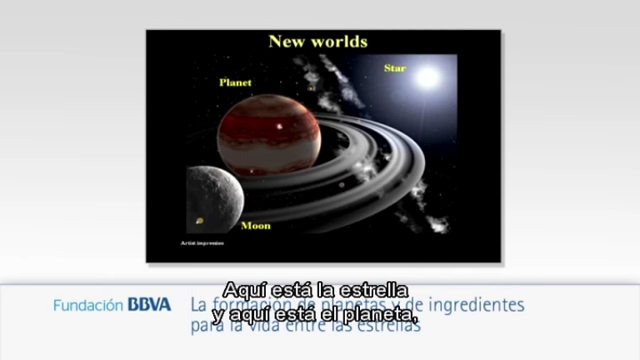 New worlds
Star
Planet
Moon
Artist impression
Aquí está la estrella
y aquí está el planeta,
Fundación BBVA
La formación de planetas y de ingredientes
para la vida entre las estrellas